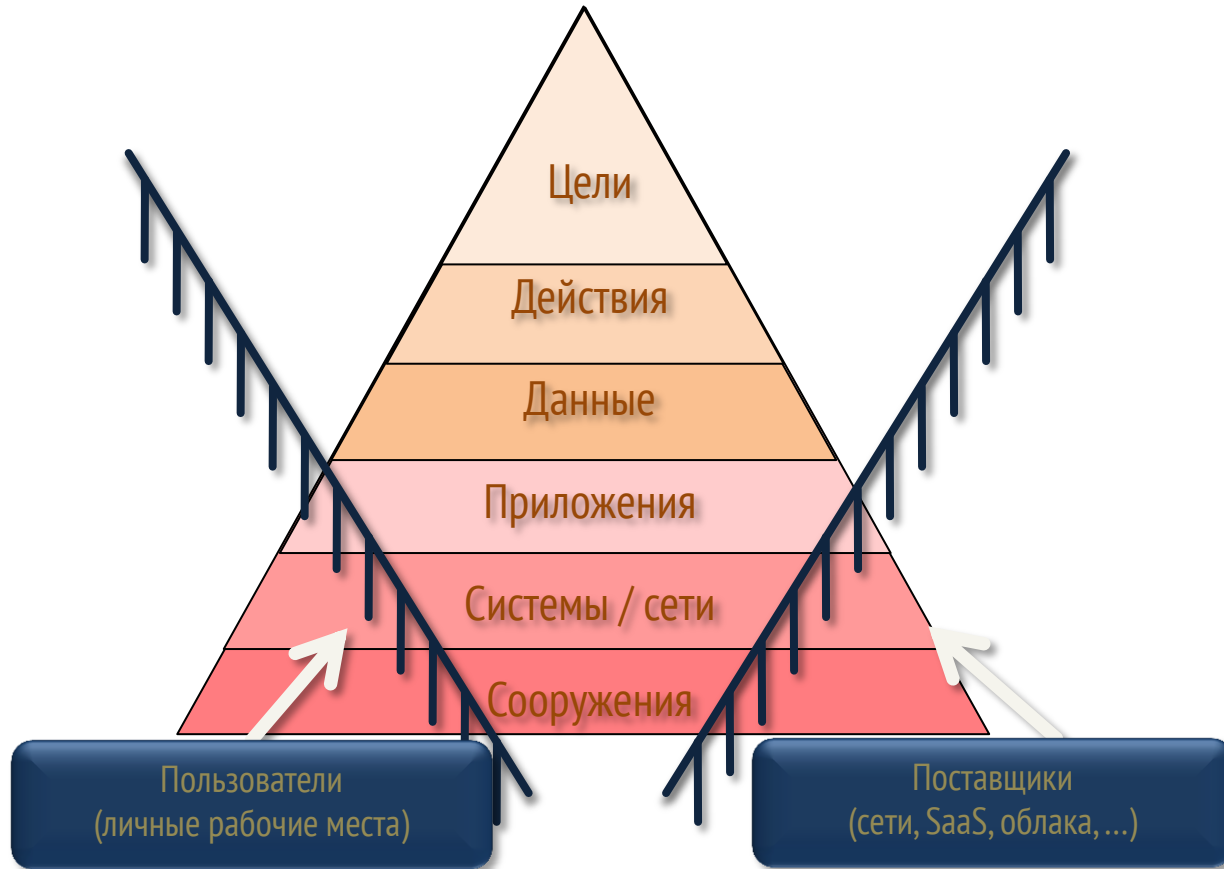 Цели
Действия
Данные
Приложения
Системы / сети
Сооружения
Пользователи
(личные рабочие места)
Поставщики
(сети, SaaS, облака, ...)